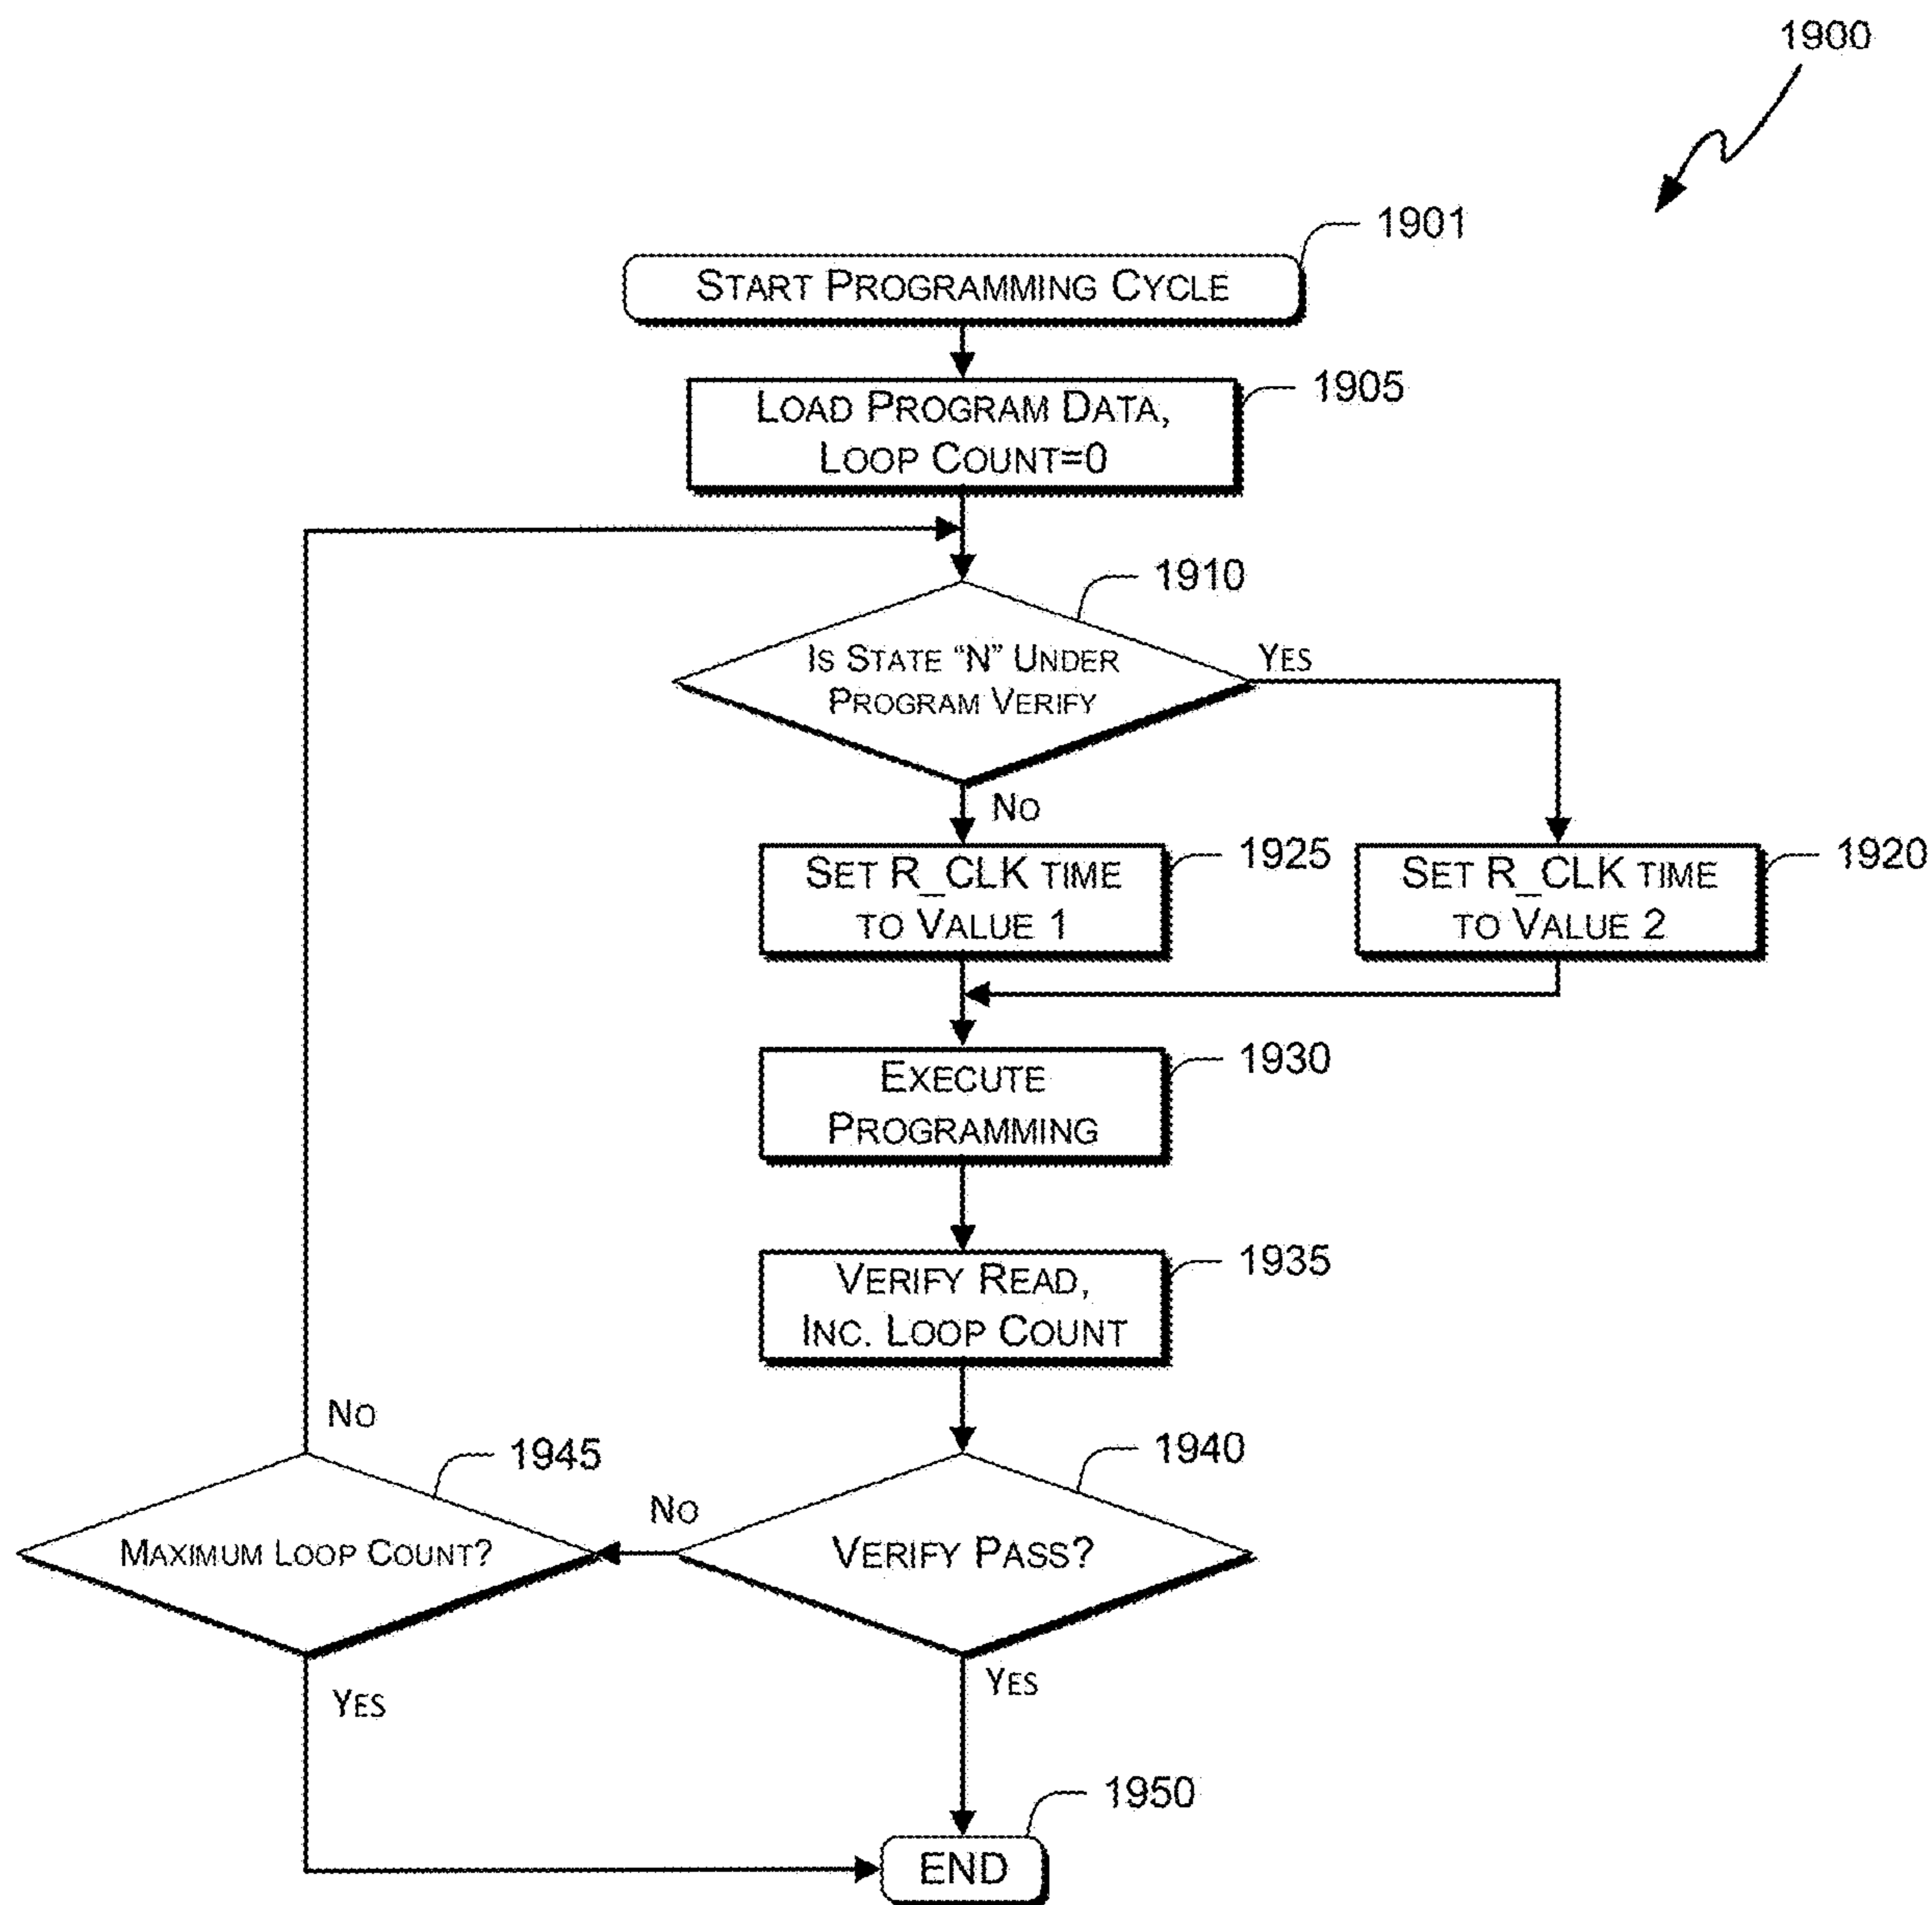 1900
1901
START PROGRAMMING CYCLE
1905
LOAD PROGRAM DATA,
LOOP COUNT=0
1910
IS STATE “N” UNDER
PROGRAM VERIFY
YES
NO
1925
SET R_CLK TIME
TO VALUE 1
1920
SET R_CLK TIME
TO VALUE 2
1930
EXECUTE
PROGRAMMING
1935
VERIFY READ,
INC. LOOP COUNT
NO
1945
MAXIMUM LOOP COUNT?
NO
1940
VERIFY PASS?
YES
YES
1950
END